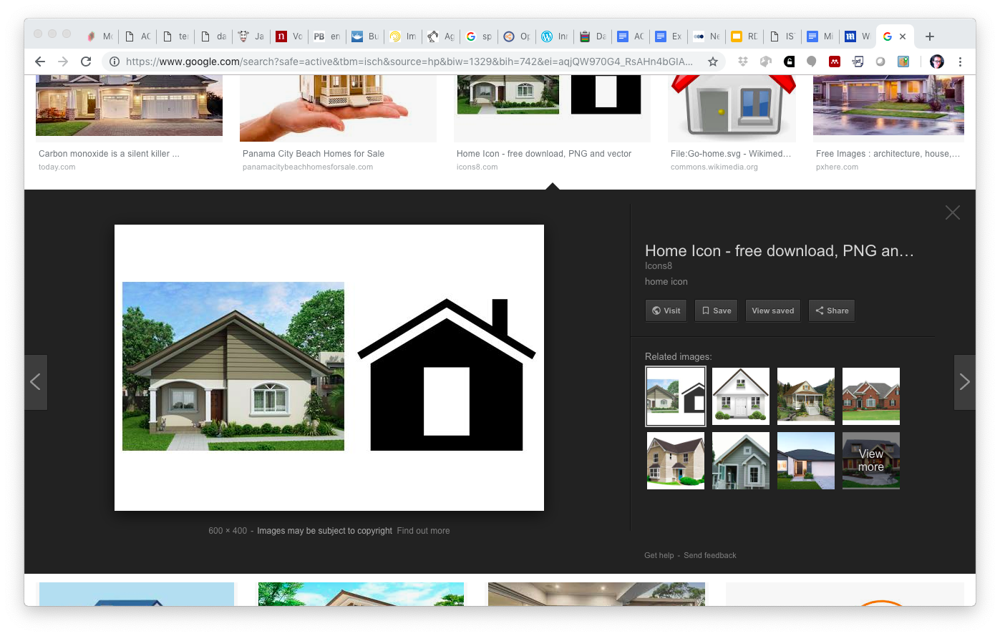 Mc
AC
te
da
Ja
n
Vo
PB
en
Bu
Im
Ag
sp
Op
Inr
Da
AC
Ex
Ne
RD
IS
Mi
W
https://www.google.com/search?safe=active&tbm=isch&source=hp&biw=1329&bih=742&ei=aqjQW970G4_RsAHn4bGIA...
Carbon monoxide is a silent killer ...
today.com
Panama City Beach Homes for Sale
panamacitybeachhomesforsale.com
Home Icon - free download, PNG and vector
icons8.com
File:Go-home.svg - Wikimed...
commons.wikimedia.org
Free Images : architecture, house,...
pxhere.com
Home Icon - free download, PNG an...
Icons8
home icon
Visit
Save
View saved
Share
Related images:
View
more
600 × 400 - Images may be subject to copyright Find out more
Get help - Send feedback